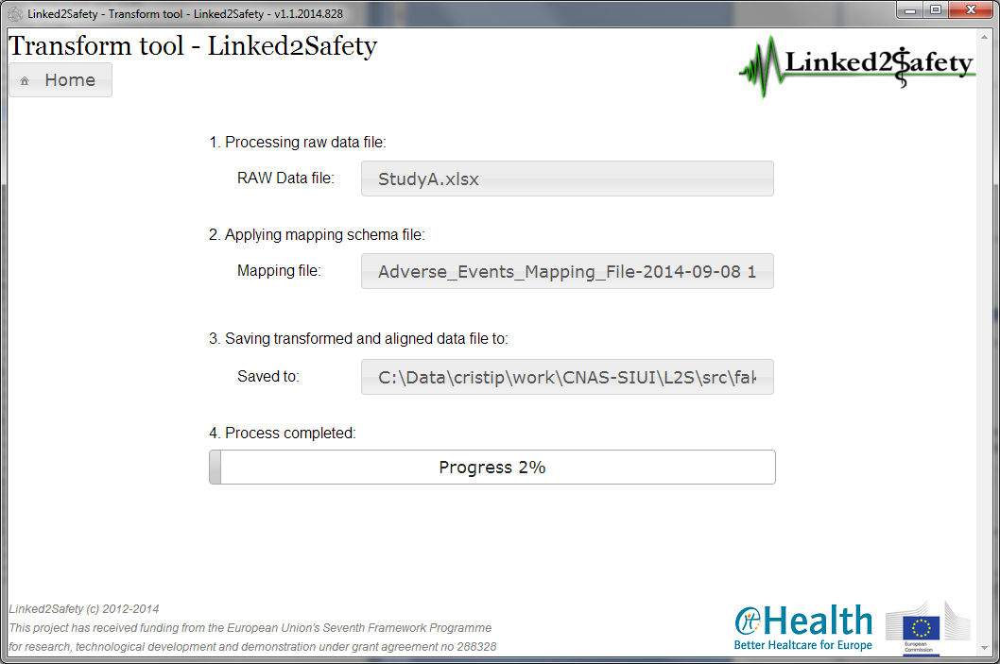 Linked2Safety - Transform tool - Linked2Safety - v1.1.2014.828
Transform tool - Linked2Safety
Home
Linked2Safety
1. Processing raw data file:
RAW Data file:
StudyA.xlsx
2. Applying mapping schema file:
Mapping file:
Adverse_Events_Mapping_File-2014-09-08 1
3. Saving transformed and aligned data file to:
Saved to:
C:\Data\cristip\work\CNAS-SIUI\L2S\src\fak
4. Process completed:
Progress 2%
Linked2Safety (c) 2012-2014
This project has received funding from the European Union's Seventh Framework Programme
for research, technological development and demonstration under grant agreement no 288328
it Health
Better Healtcare for Europe
European
Commission